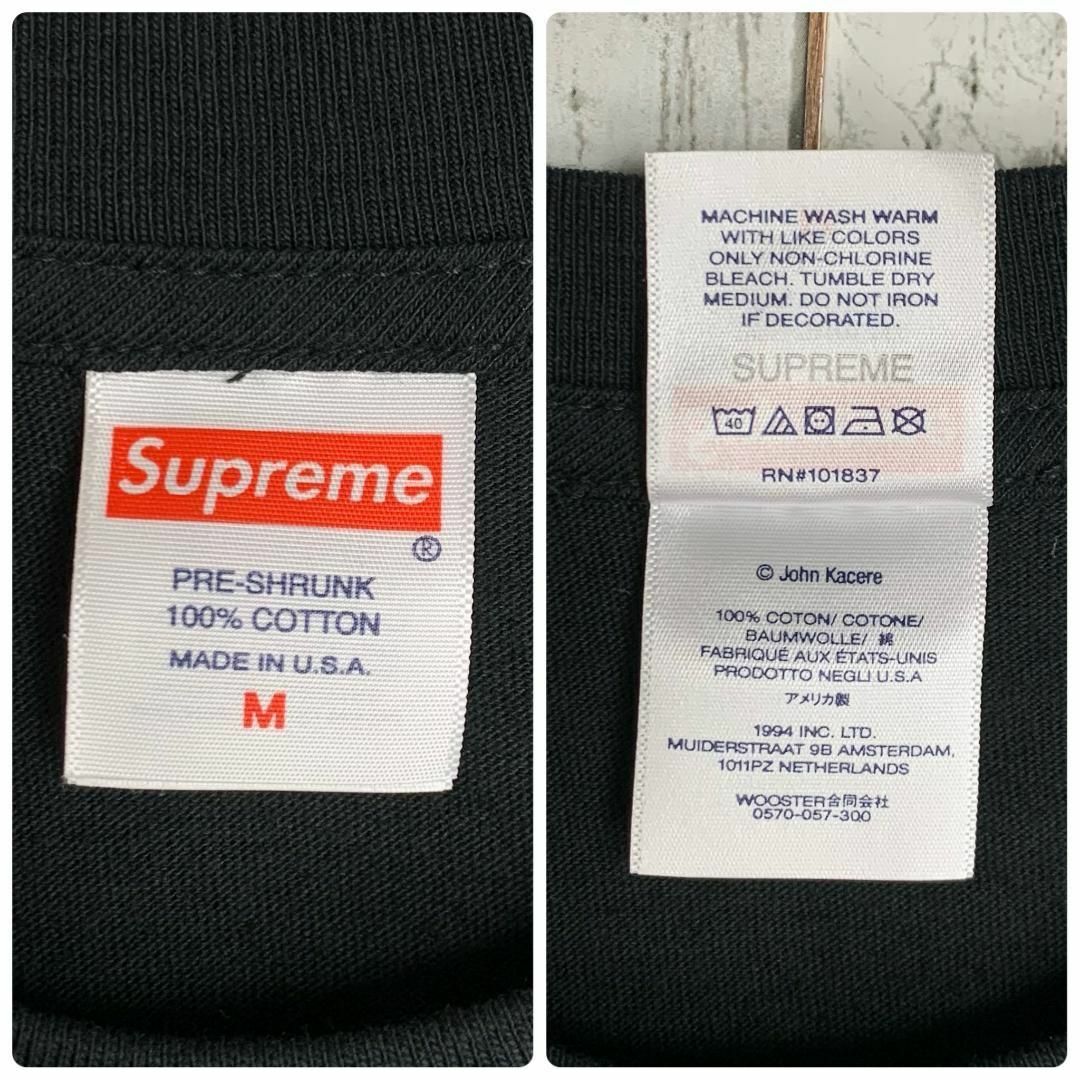 Supreme
®
PRE-SHRUNK
100% COTTON
MADE IN U.S.A.
M
MACHINE WASH WARM
WITH LIKE COLORS
ONLY NON-CHLORINE
BLEACH. TUMBLE DRY
MEDIUM. DO NOT IRON
IF DECORATED.
SUPREME
40
RN#101837
© John Kacere
100% COTON/ COTONE/
BAUMWOLLE/ 綿
FABRIQUÉ AUX ÉTATS-UNIS
PRODOTTO NEGLI U.S.A
アメリカ製
1994 INC. LTD.
MUIDERSTRAAT 9B AMSTERDAM,
1011PZ NETHERLANDS
WOOSTER合同会社
0570-057-300